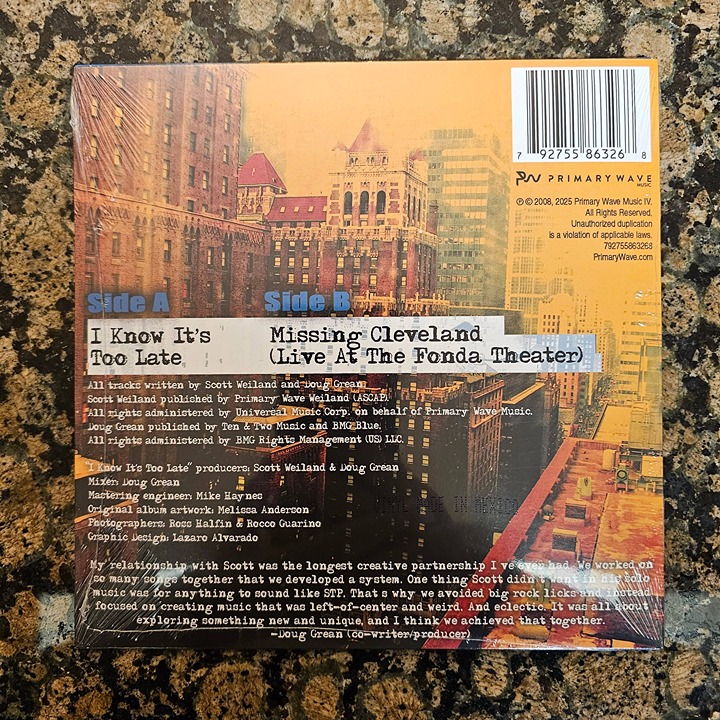 7 92755 86326 8
PW PRIMARY WAVE
MUSIC
℗ © 2008, 2025 Primary Wave Music IV.
All Rights Reserved.
Unauthorized duplication
is a violation of applicable laws.
792755863268
PrimaryWave.com
Side A
Side B
I Know It's
Too Late
Missing Cleveland
(Live At The Fonda Theater)
All tracks written by Scott Weiland and Doug Grean.
Scott Weiland published by Primary Wave Weiland (ASCAP).
All rights administered by Universal Music Corp. on behalf of Primary Wave Music.
Doug Grean published by Ten & Two Music and BMG Blue.
All rights administered by BMG Rights Management (US) LLC.
"I Know It's Too Late" producers: Scott Weiland & Doug Grean
Mixer: Doug Grean
Mastering engineer: Mike Haynes
Original album artwork: Melissa Anderson
Photographers: Ross Halfin & Rocco Guarino
Graphic Design: Lazaro Alvarado
VINYL MADE IN MEXICO
My relationship with Scott was the longest creative partnership I've ever had. We worked on
so many songs together that we developed a system. One thing Scott didn't want in his solo
music was for anything to sound like STP. That's why we avoided big rock licks and instead
focused on creating music that was left-of-center and weird. And eclectic. It was all about
exploring something new and unique, and I think we achieved that together.
–Doug Grean (co-writer/producer)